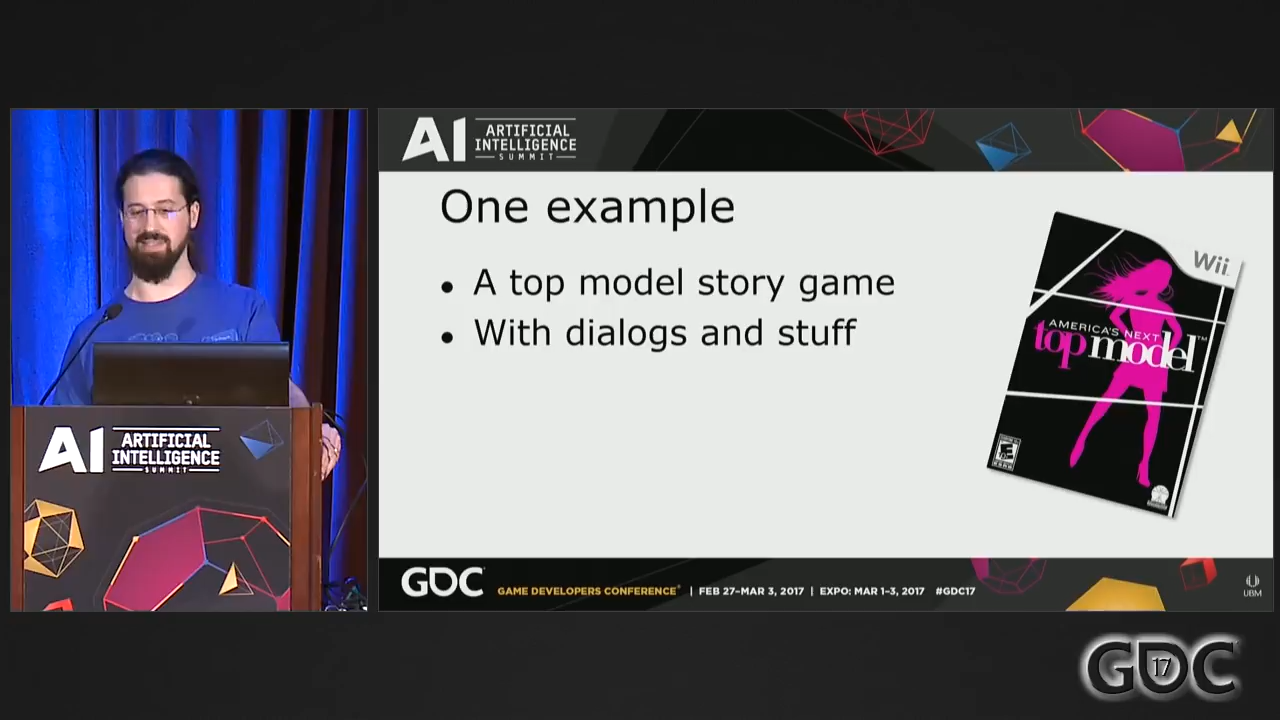 AI ARTIFICIAL
INTELLIGENCE
SUMMIT
One example
• A top model story game
• With dialogs and stuff
Wii
AMERICA'S NEXT
top model™
E
AI ARTIFICIAL
INTELLIGENCE
SUMMIT
GDC GAME DEVELOPERS CONFERENCE® | FEB 27–MAR 3, 2017 | EXPO: MAR 1–3, 2017 #GDC17
UBM
GDC 17